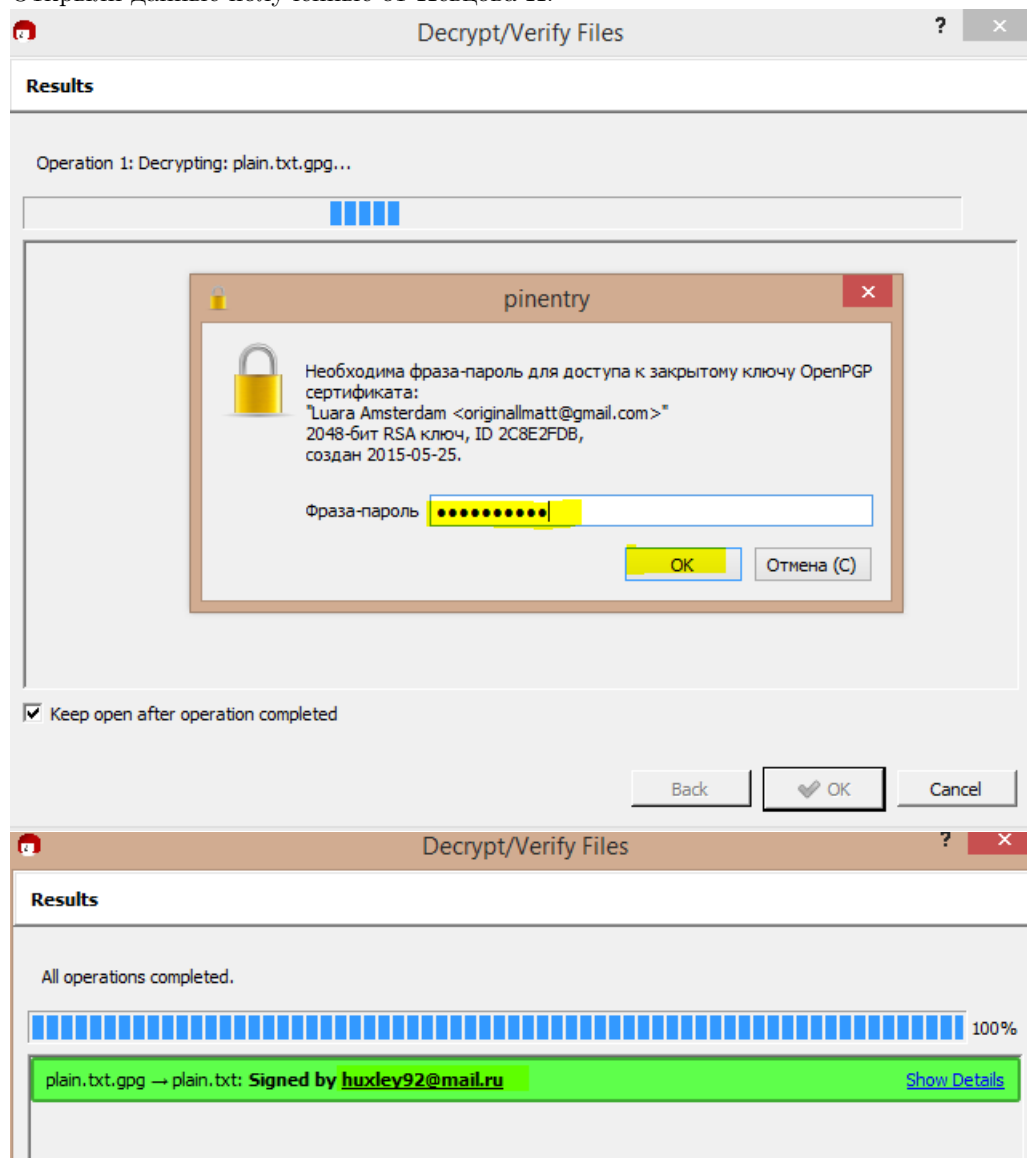 Decrypt/Verify Files
?
×
Results
Operation 1: Decrypting: plain.txt.gpg...
pinentry
×
Необходима фраза-пароль для доступа к закрытому ключу OpenPGP
сертификата:
"Luara Amsterdam <originallmatt@gmail.com>"
2048-бит RSA ключ, ID 2C8E2FDB,
создан 2015-05-25.
Фраза-пароль ●●●●●●●●●●
OK
Отмена (C)
Keep open after operation completed
Back
OK
Cancel
Decrypt/Verify Files
?
×
Results
All operations completed.
100%
plain.txt.gpg → plain.txt: Signed by huxley92@mail.ru
Show Details